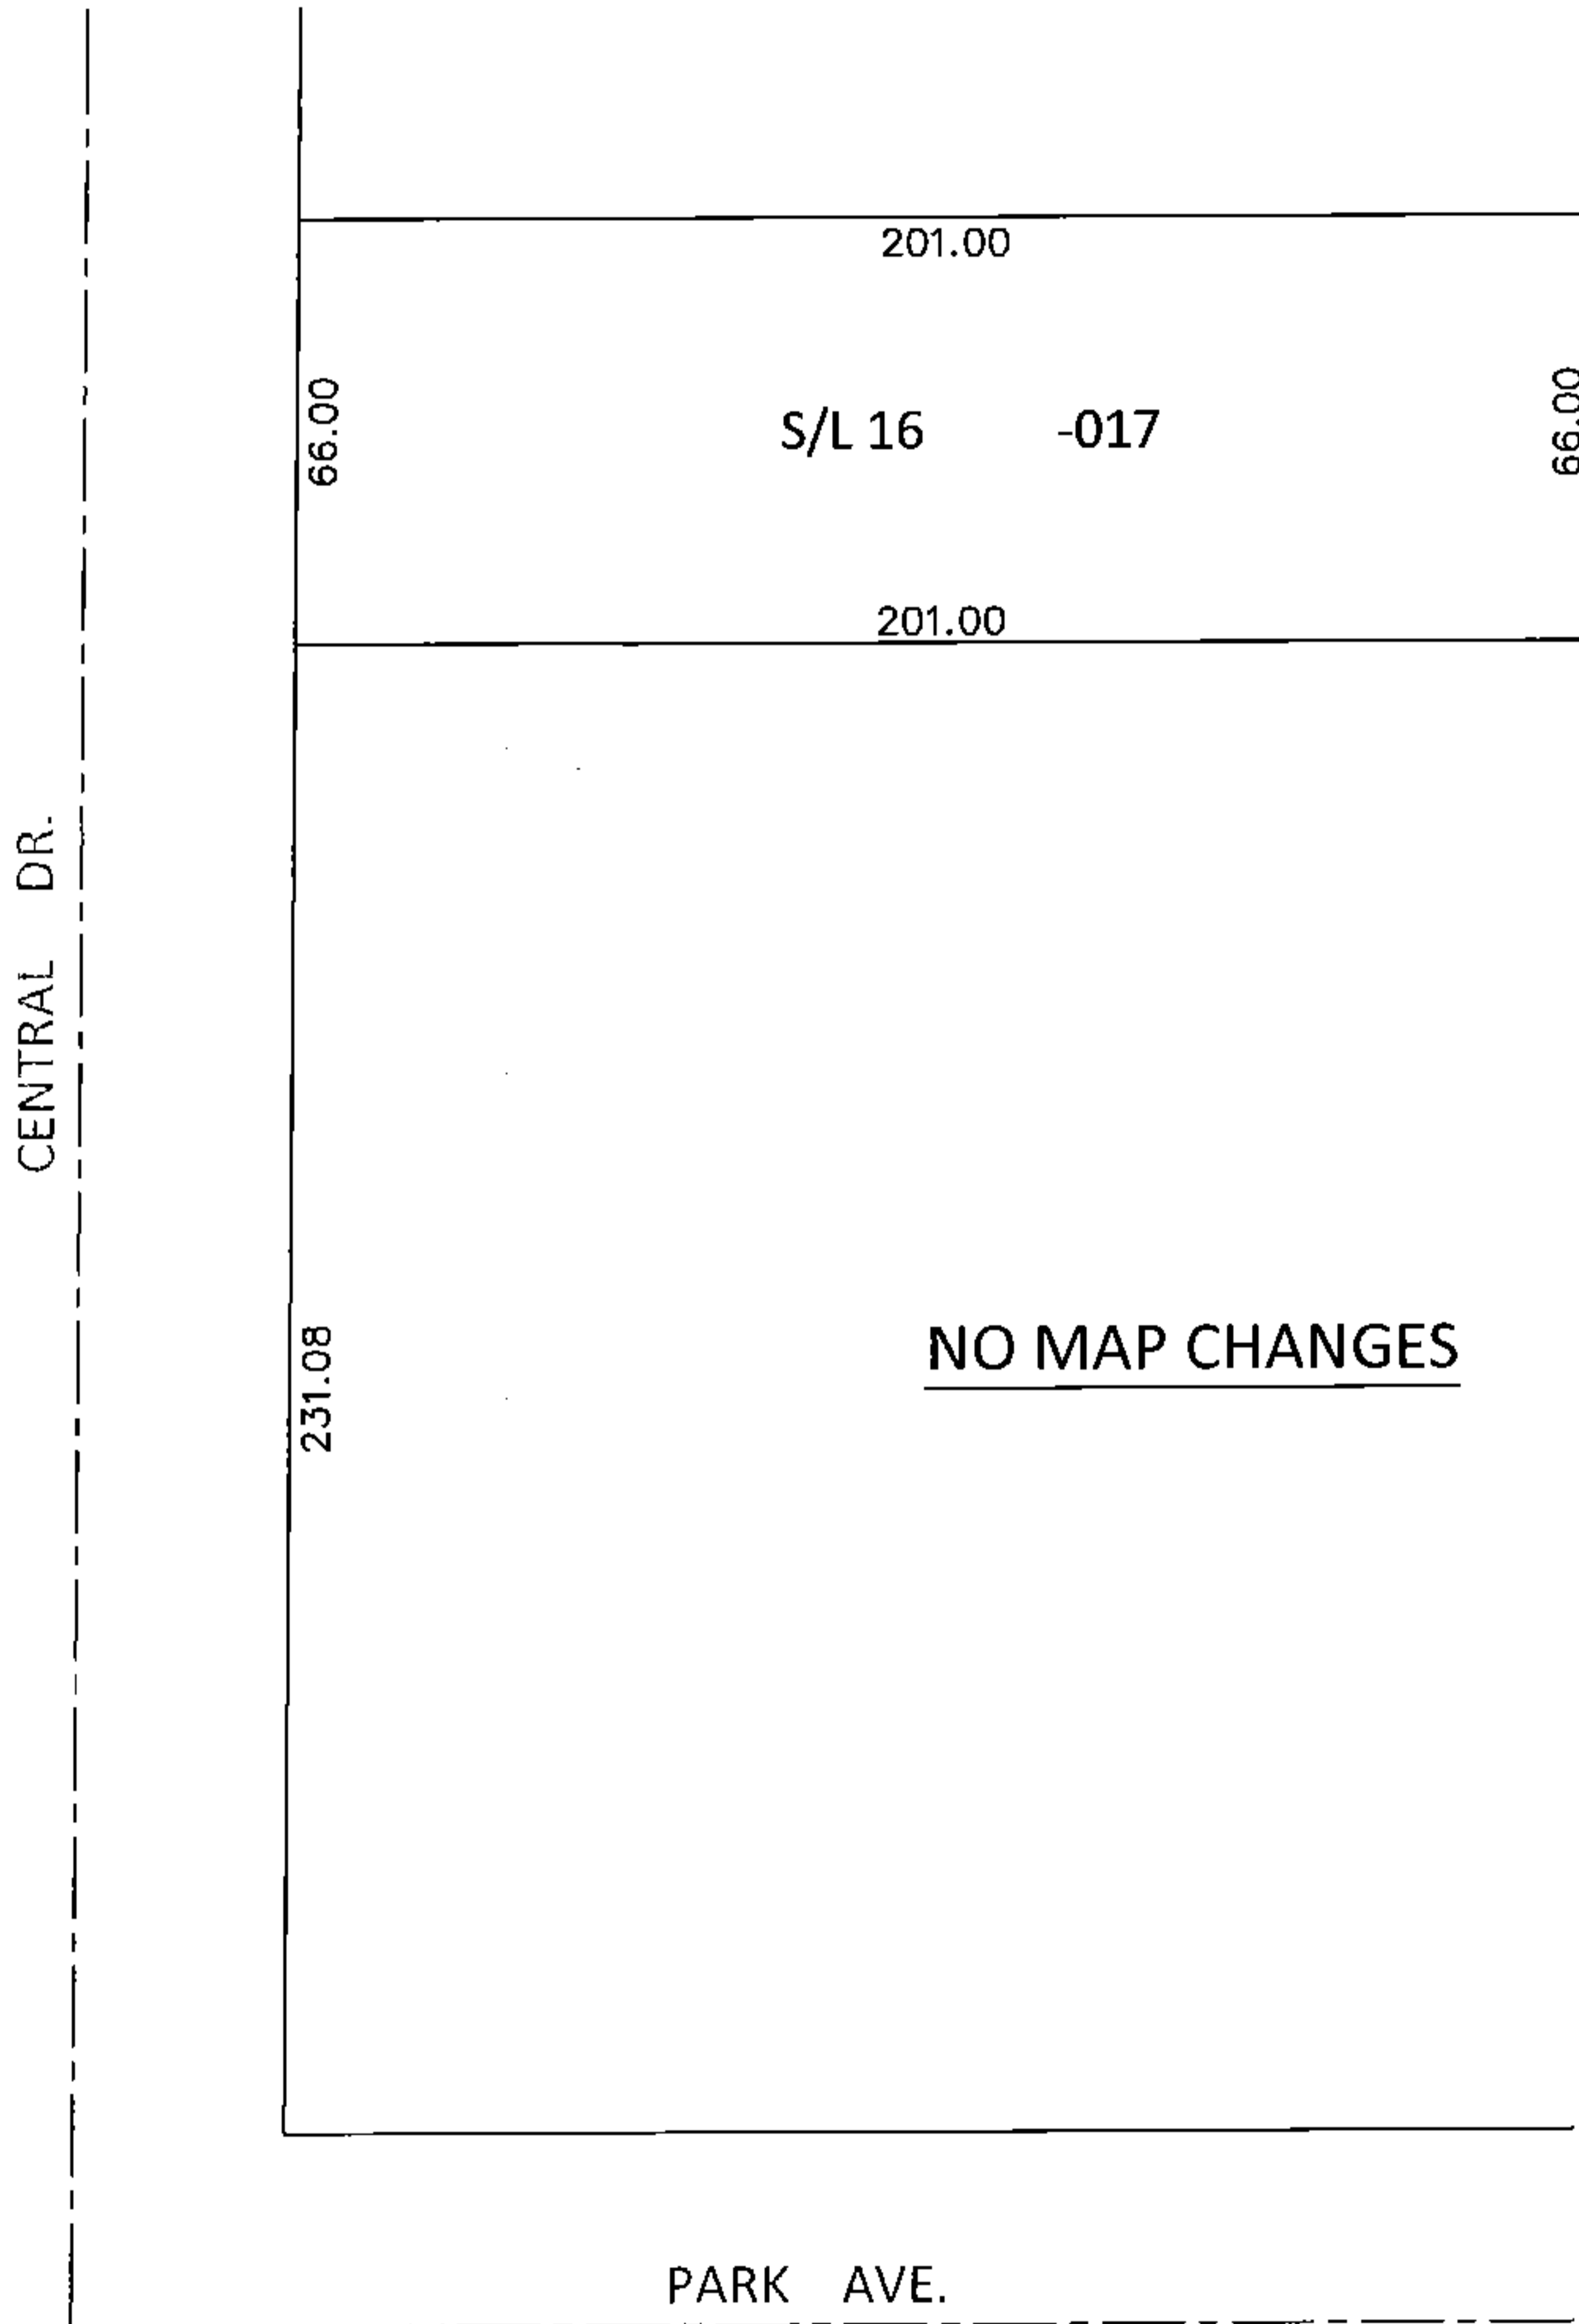 201.00
66.00
S/L 16 -017
66.00
201.00
CENTRAL DR.
231.08
NO MAP CHANGES
PARK AVE.